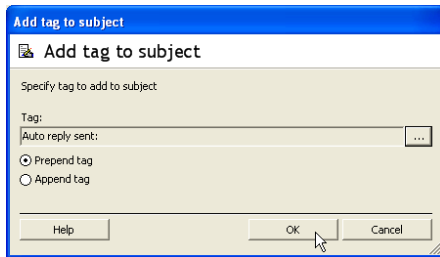 Add tag to subject
Add tag to subject
Specify tag to add to subject
Tag:
Auto reply sent:
...
Prepend tag
Append tag
Help
OK
Cancel